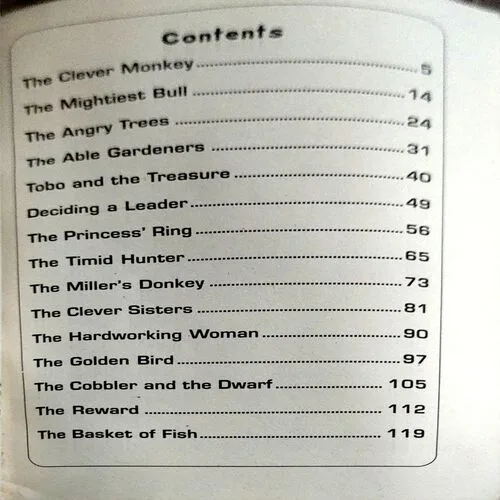 Contents
The Clever Monkey 5
The Mightiest Bull 14
The Angry Trees 24
The Able Gardeners 31
Tobo and the Treasure 40
Deciding a Leader 49
The Princess' Ring 56
The Timid Hunter 65
The Miller's Donkey 73
The Clever Sisters 81
The Hardworking Woman 90
The Golden Bird 97
The Cobbler and the Dwarf 105
The Reward 112
The Basket of Fish 119